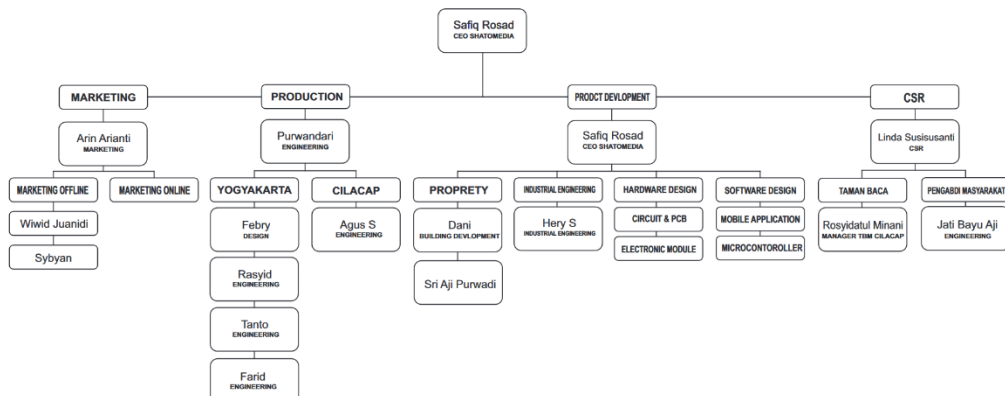 Safiq Rosad
CEO SHATOMEDIA
MARKETING
PRODUCTION
PRODCT DEVLOPMENT
CSR
Arin Arianti
MARKETING
Purwandari
ENGINEERING
Safiq Rosad
CEO SHATOMEDIA
Linda Susisusanti
CSR
MARKETING OFFLINE
MARKETING ONLINE
YOGYAKARTA
CILACAP
PROPRETY
INDUSTRIAL ENGINEERING
HARDWARE DESIGN
SOFTWARE DESIGN
TAMAN BACA
PENGABDI MASYARAKAT
Wiwid Juanidi
Sybyan
Febry
DESIGN
Rasyid
ENGINEERING
Tanto
ENGINEERING
Farid
ENGINEERING
Agus S
ENGINEERING
Dani
BUILDING DEVLOPMENT
Sri Aji Purwadi
Hery S
INDUSTRIAL ENGINEERING
CIRCUIT & PCB
ELECTRONIC MODULE
MOBILE APPLICATION
MICROCONTOROLLER
Rosyidatul Minani
MANAGER TBM CILACAP
Jati Bayu Aji
ENGINEERING